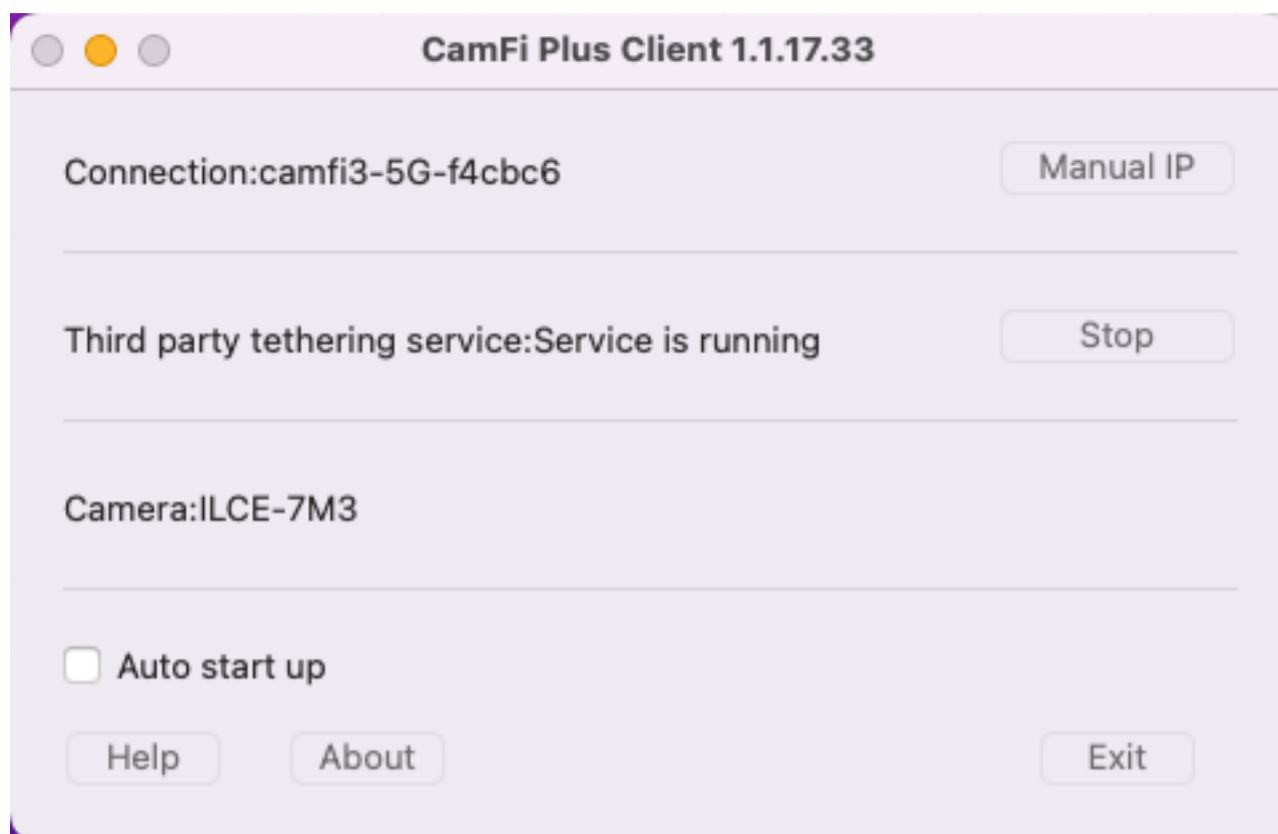 CamFi Plus Client 1.1.17.33
Connection:camfi3-5G-f4cbc6
Manual IP
Third party tethering service:Service is running
Stop
Camera:ILCE-7M3
Auto start up
Help
About
Exit